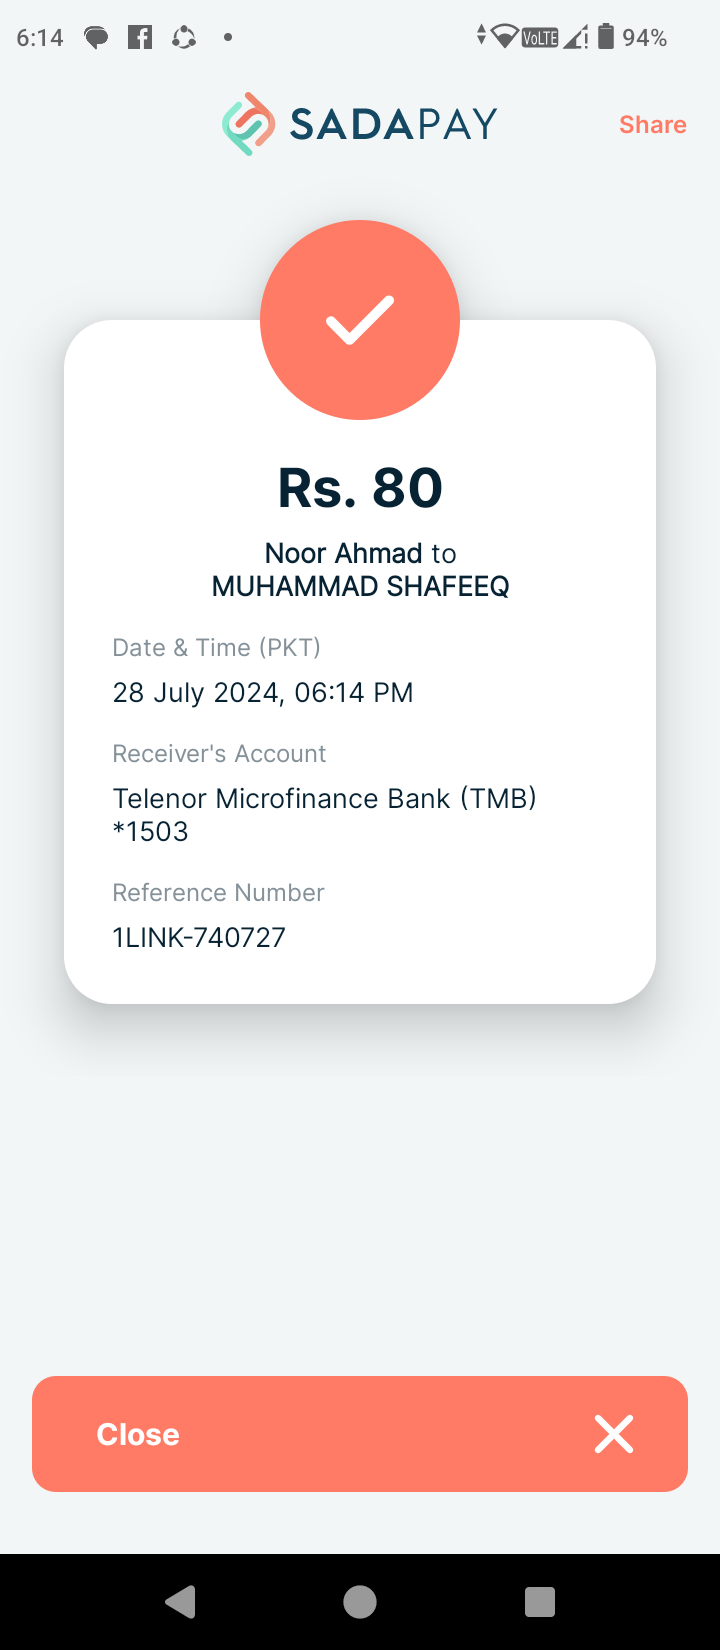 6:14 VoLTE 94%
SADAPAY
Share
Rs. 80
Noor Ahmad to
MUHAMMAD SHAFEEQ
Date & Time (PKT)
28 July 2024, 06:14 PM
Receiver's Account
Telenor Microfinance Bank (TMB)
*1503
Reference Number
1LINK-740727
Close